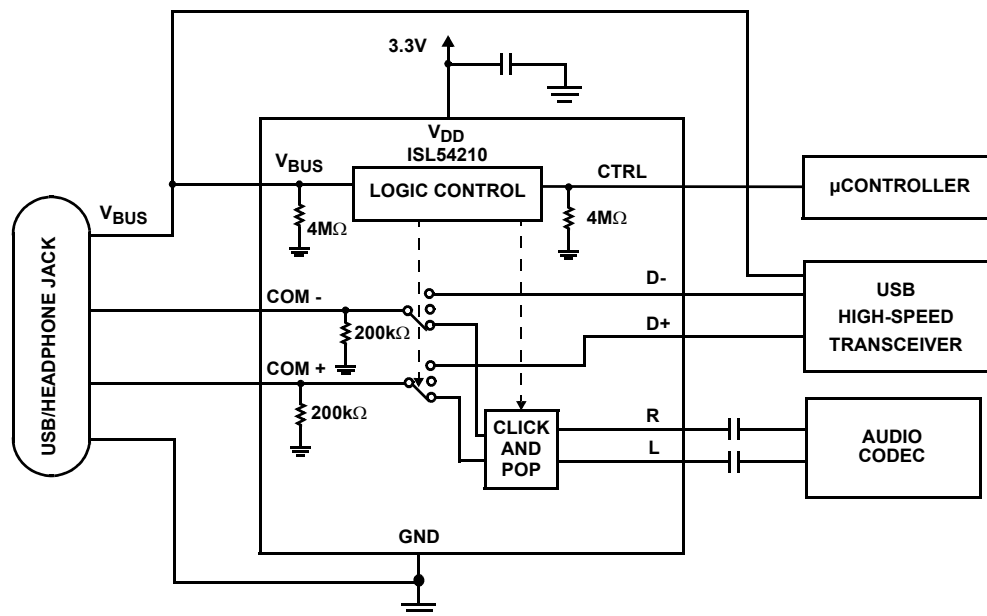 3.3V
VDD
ISL54210
VBUS
LOGIC CONTROL
CTRL
µCONTROLLER
VBUS
4MΩ
4MΩ
USB/HEADPHONE JACK
COM -
200kΩ
D-
D+
USB
HIGH-SPEED
TRANSCEIVER
COM +
200kΩ
CLICK
AND
POP
R
L
AUDIO
CODEC
GND